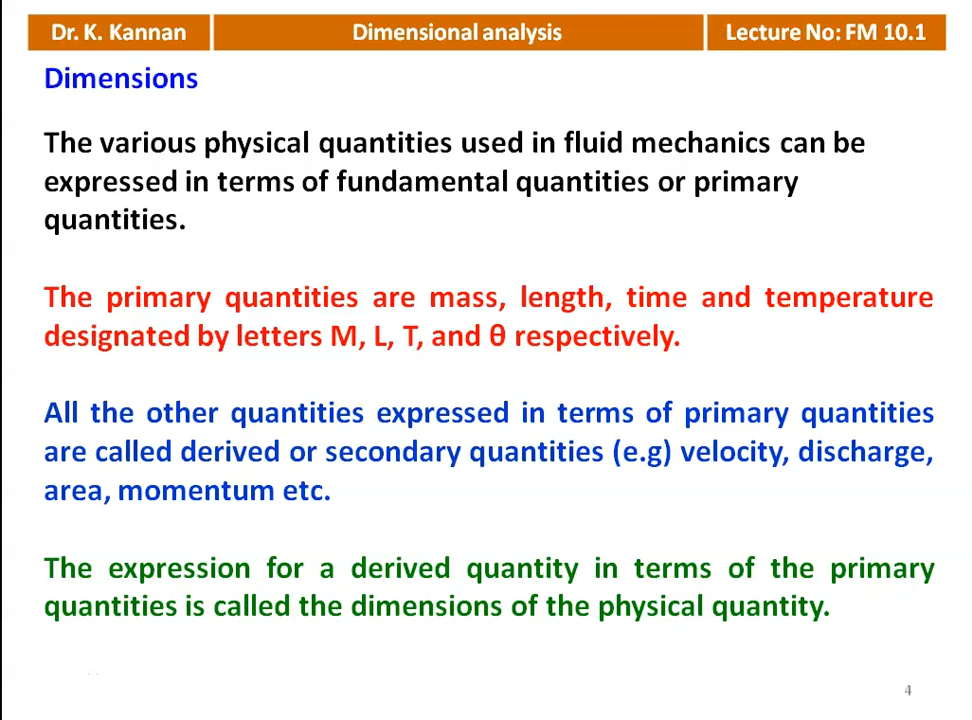 Dr. K. Kannan
Dimensional analysis
Lecture No: FM 10.1
Dimensions
The various physical quantities used in fluid mechanics can be
expressed in terms of fundamental quantities or primary
quantities.
The primary quantities are mass, length, time and temperature
designated by letters M, L, T, and θ respectively.
All the other quantities expressed in terms of primary quantities
are called derived or secondary quantities (e.g) velocity, discharge,
area, momentum etc.
The expression for a derived quantity in terms of the primary
quantities is called the dimensions of the physical quantity.
4